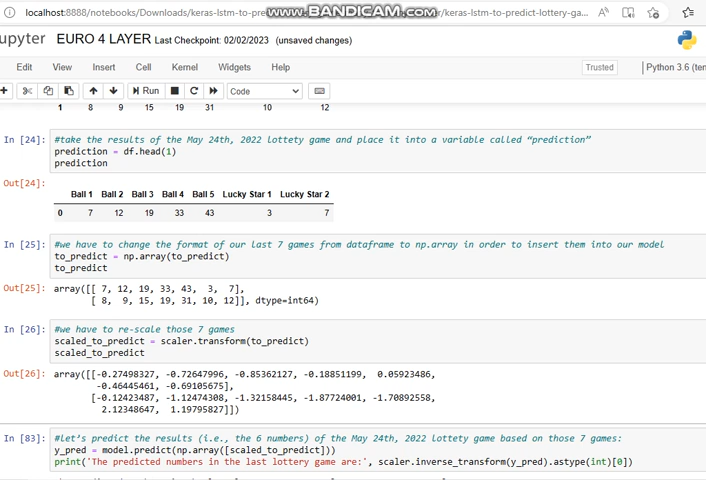 localhost:8888/notebooks/Downloads/keras-lstm-to-pre www.BANDICAM.com er/keras-lstm-to-predict-lottery-ga...
upyter EURO 4 LAYER Last Checkpoint: 02/02/2023 (unsaved changes)
Edit View Insert Cell Kernel Widgets Help Trusted Python 3.6 (ten
Run Code
1 8 9 15 19 31 10 12
In [24]: #take the results of the May 24th, 2022 lottety game and place it into a variable called “prediction”
prediction = df.head(1)
prediction
Out[24]:
Ball 1 Ball 2 Ball 3 Ball 4 Ball 5 Lucky Star 1 Lucky Star 2
0 7 12 19 33 43 3 7
In [25]: #we have to change the format of our last 7 games from dataframe to np.array in order to insert them into our model
to_predict = np.array(to_predict)
to_predict
Out[25]: array([[ 7, 12, 19, 33, 43, 3, 7],
[ 8, 9, 15, 19, 31, 10, 12]], dtype=int64)
In [26]: #we have to re-scale those 7 games
scaled_to_predict = scaler.transform(to_predict)
scaled_to_predict
Out[26]: array([[-0.27498327, -0.72647996, -0.85362127, -0.18851199, 0.05923486,
-0.46445461, -0.69105675],
[-0.12423487, -1.12474308, -1.32158445, -1.87724001, -1.70892558,
2.12348647, 1.19795827]])
In [83]: #let’s predict the results (i.e., the 6 numbers) of the May 24th, 2022 lottery game based on those 7 games:
y_pred = model.predict(np.array([scaled_to_predict]))
print('The predicted numbers in the last lottery game are:', scaler.inverse_transform(y_pred).astype(int)[0])